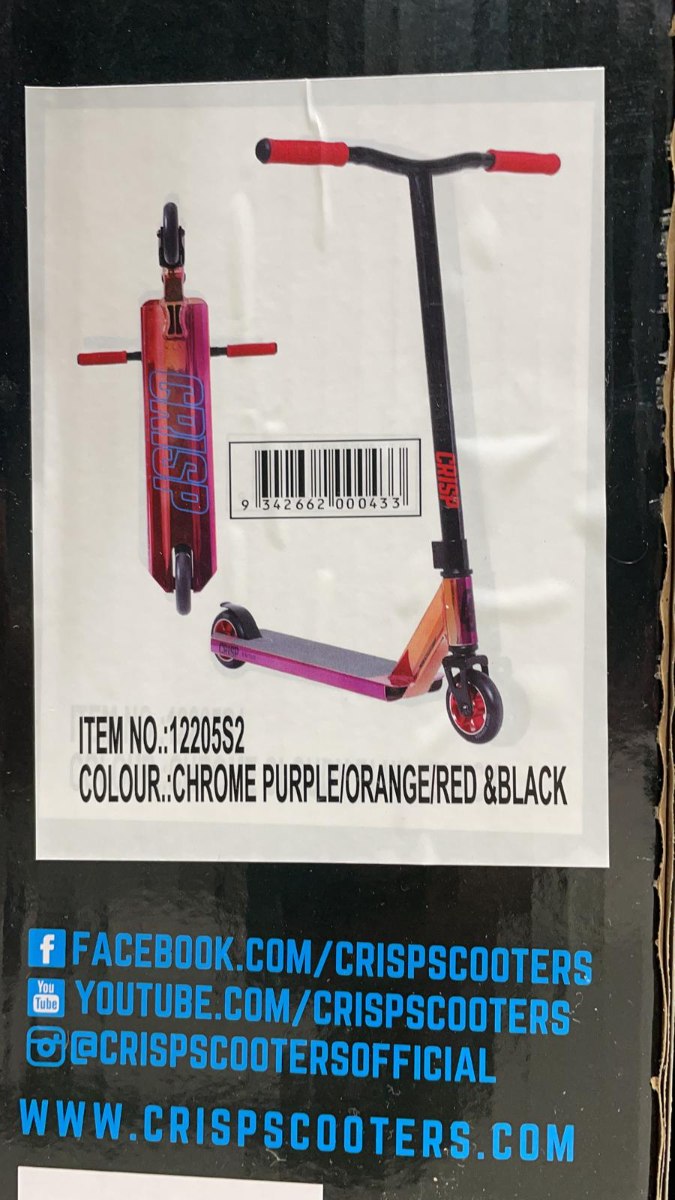 CRISP
CRISP
9 342662 000433
CRISP
ITEM NO.:12205S2
COLOUR.:CHROME PURPLE/ORANGE/RED &BLACK
f FACEBOOK.COM/CRISPSCOOTERS
You Tube YOUTUBE.COM/CRISPSCOOTERS
@CRISPSCOOTERSOFFICIAL
WWW.CRISPSCOOTERS.COM